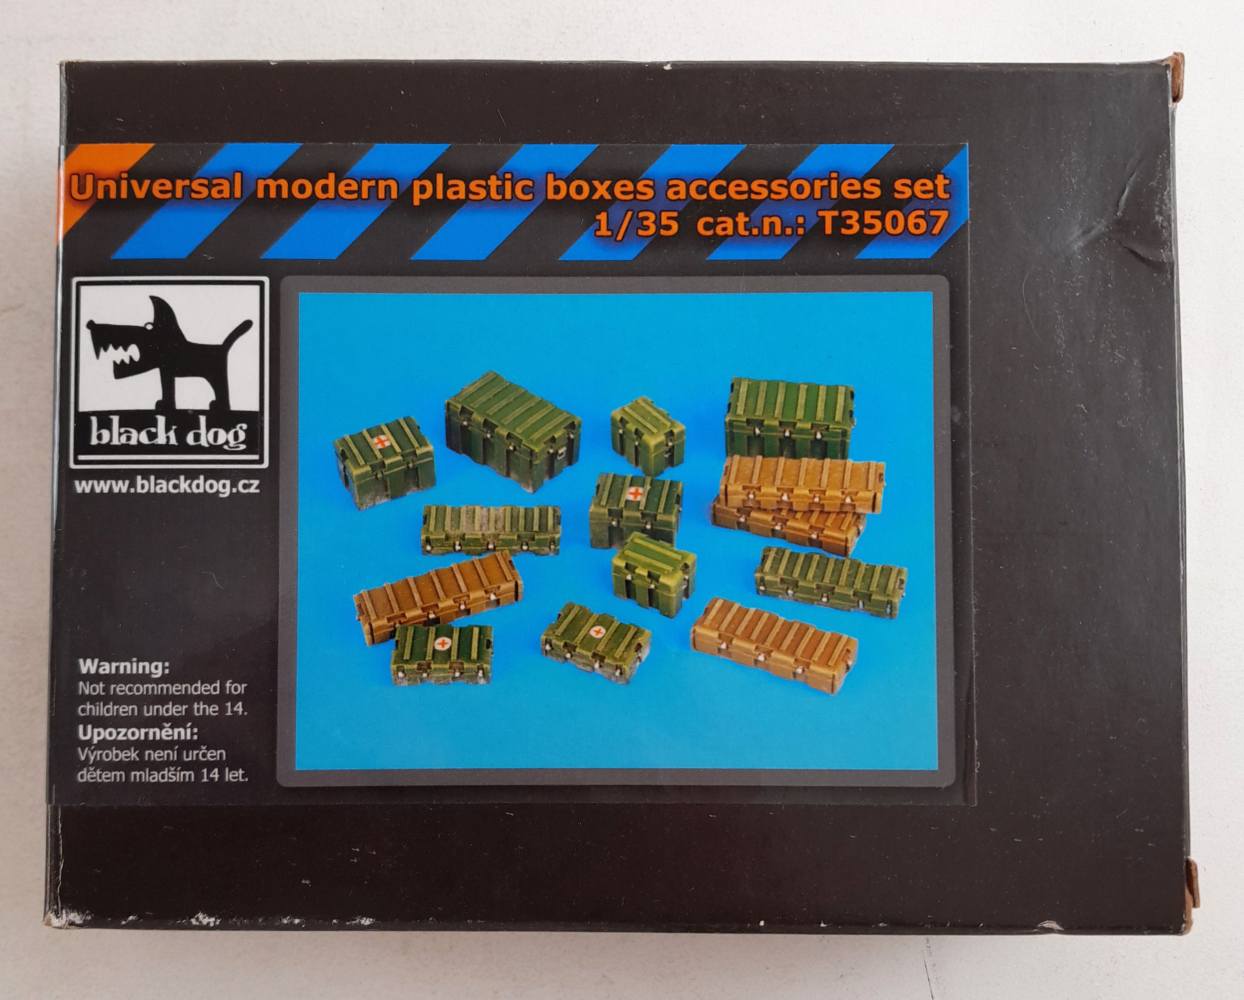 Universal modern plastic boxes accessories set
1/35 cat.n.: T35067
black dog
www.blackdog.cz
Warning:
Not recommended for
children under the 14.
Upozornění:
Výrobek není určen
dětem mladším 14 let.